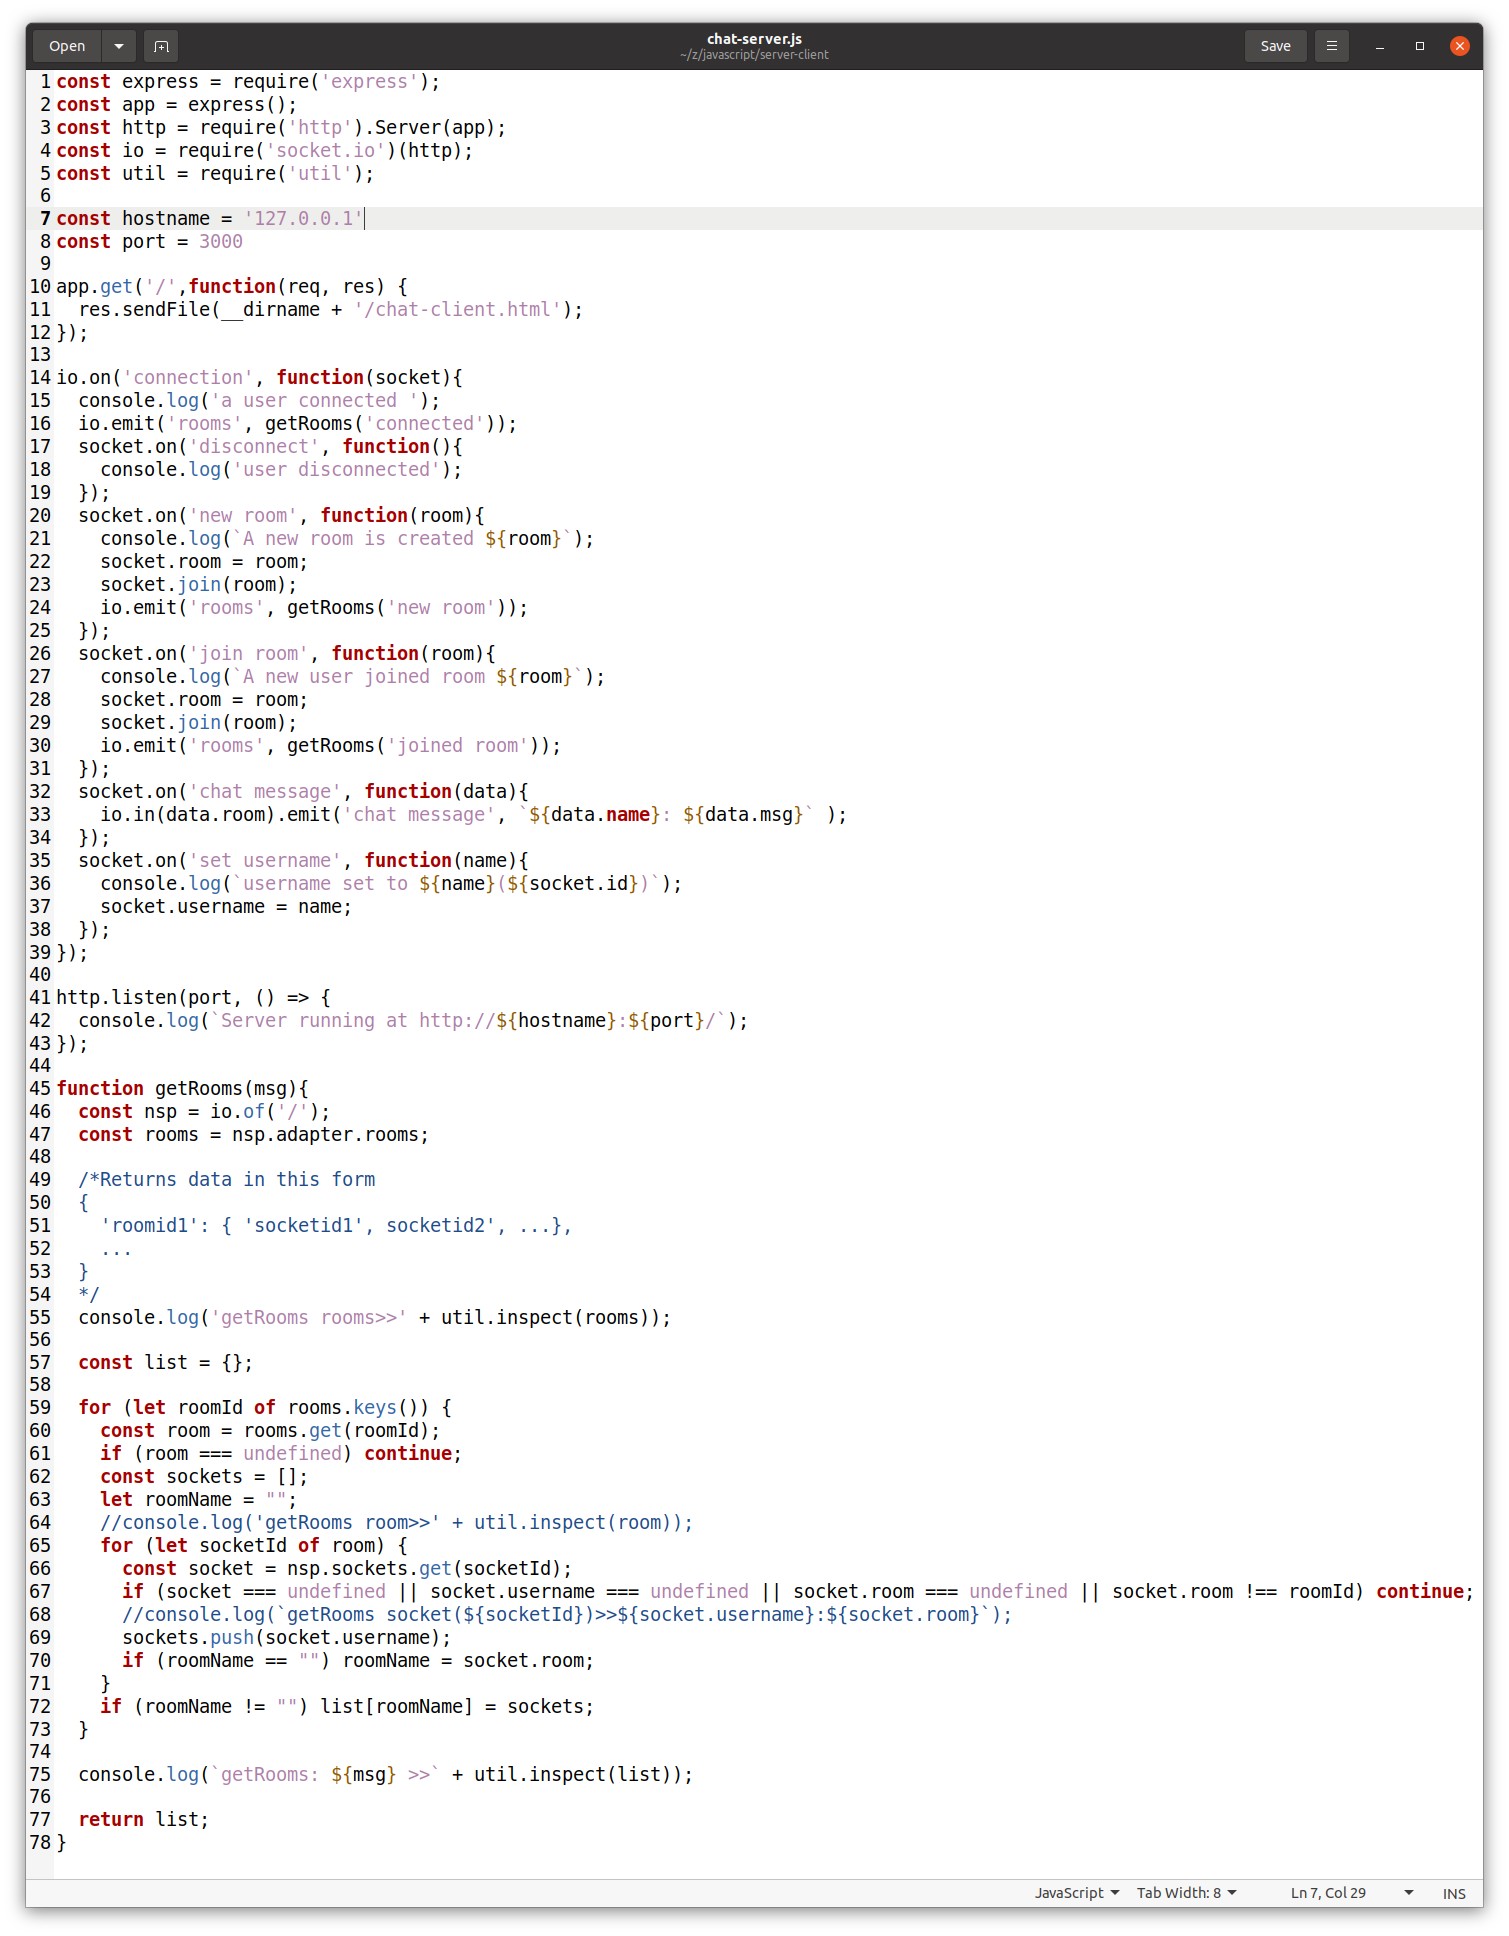 Open
chat-server.js
~/z/javascript/server-client
Save
1 const express = require('express');
2 const app = express();
3 const http = require('http').Server(app);
4 const io = require('socket.io')(http);
5 const util = require('util');
6
7 const hostname = '127.0.0.1'
8 const port = 3000
9
10 app.get('/',function(req, res) {
11   res.sendFile(__dirname + '/chat-client.html');
12 });
13
14 io.on('connection', function(socket){
15   console.log('a user connected ');
16   io.emit('rooms', getRooms('connected'));
17   socket.on('disconnect', function(){
18     console.log('user disconnected');
19   });
20   socket.on('new room', function(room){
21     console.log(`A new room is created ${room}`);
22     socket.room = room;
23     socket.join(room);
24     io.emit('rooms', getRooms('new room'));
25   });
26   socket.on('join room', function(room){
27     console.log(`A new user joined room ${room}`);
28     socket.room = room;
29     socket.join(room);
30     io.emit('rooms', getRooms('joined room'));
31   });
32   socket.on('chat message', function(data){
33     io.in(data.room).emit('chat message', `${data.name}: ${data.msg}` );
34   });
35   socket.on('set username', function(name){
36     console.log(`username set to ${name}(${socket.id})`);
37     socket.username = name;
38   });
39 });
40
41 http.listen(port, () => {
42   console.log(`Server running at http://${hostname}:${port}/`);
43 });
44
45 function getRooms(msg){
46   const nsp = io.of('/');
47   const rooms = nsp.adapter.rooms;
48
49   /*Returns data in this form
50   {
51     'roomid1': { 'socketid1', socketid2', ...},
52     ...
53   }
54   */
55   console.log('getRooms rooms>>' + util.inspect(rooms));
56
57   const list = {};
58
59   for (let roomId of rooms.keys()) {
60     const room = rooms.get(roomId);
61     if (room === undefined) continue;
62     const sockets = [];
63     let roomName = "";
64     //console.log('getRooms room>>' + util.inspect(room));
65     for (let socketId of room) {
66       const socket = nsp.sockets.get(socketId);
67       if (socket === undefined || socket.username === undefined || socket.room === undefined || socket.room !== roomId) continue;
68       //console.log(`getRooms socket(${socketId})>>${socket.username}:${socket.room}`);
69       sockets.push(socket.username);
70       if (roomName == "") roomName = socket.room;
71     }
72     if (roomName != "") list[roomName] = sockets;
73   }
74
75   console.log(`getRooms: ${msg} >>` + util.inspect(list));
76
77   return list;
78 }
JavaScript Tab Width: 8 Ln 7, Col 29 INS